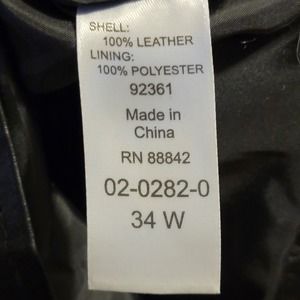 SHELL:
100% LEATHER
LINING:
100% POLYESTER
92361
Made in
China
RN 88842
02-0282-0
34 W